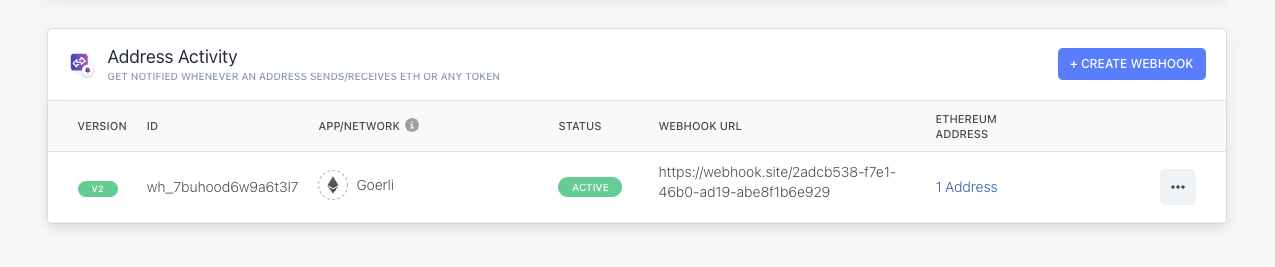 Address Activity
GET NOTIFIED WHENEVER AN ADDRESS SENDS/RECEIVES ETH OR ANY TOKEN
+ CREATE WEBHOOK
VERSION ID APP/NETWORK STATUS WEBHOOK URL ETHEREUM
ADDRESS
V2 wh_7buhood6w9a6t3l7 Goerli ACTIVE https://webhook.site/2adcb538-f7e1-
46b0-ad19-abe8f1b6e929 1 Address